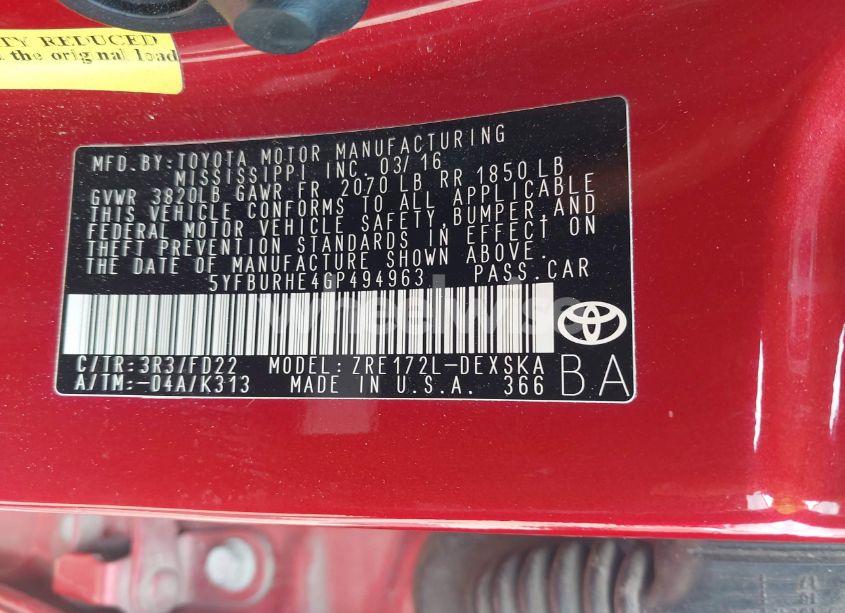 TY REDUCED
the original load
MFD.BY:TOYOTA MOTOR MANUFACTURING
MISSISSIPPI INC. 03/16
GVWR 3820LB GAWR FR 2070 LB RR 1850 LB
THIS VEHICLE CONFORMS TO ALL APPLICABLE
FEDERAL MOTOR VEHICLE SAFETY,BUMPER,AND
THEFT PREVENTION STANDARDS IN EFFECT ON
THE DATE OF MANUFACTURE SHOWN ABOVE.
5YFBURHE4GP494963 PASS.CAR
wheelwise
C/TR:3R3/FD22 MODEL:ZRE172L-DEXSKA
A/TM:-04A/K313 MADE IN U.S.A. 366
BA